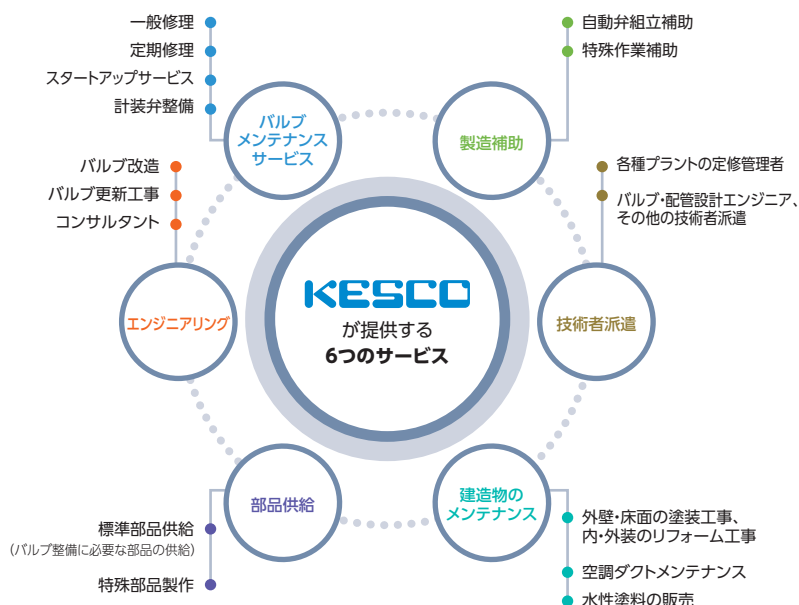 一般修理
定期修理
スタートアップサービス
計装弁整備
バルブ
メンテナンス
サービス
自動弁組立補助
特殊作業補助
製造補助
バルブ改造
バルブ更新工事
コンサルタント
エンジニアリング
各種プラントの定修管理者
バルブ・配管設計エンジニア、
その他の技術者派遣
技術者派遣
KESCO
が提供する
6つのサービス
部品供給
標準部品供給
(バルブ整備に必要な部品の供給)
特殊部品製作
建造物の
メンテナンス
外壁・床面の塗装工事、
内・外装のリフォーム工事
空調ダクトメンテナンス
水性塗料の販売